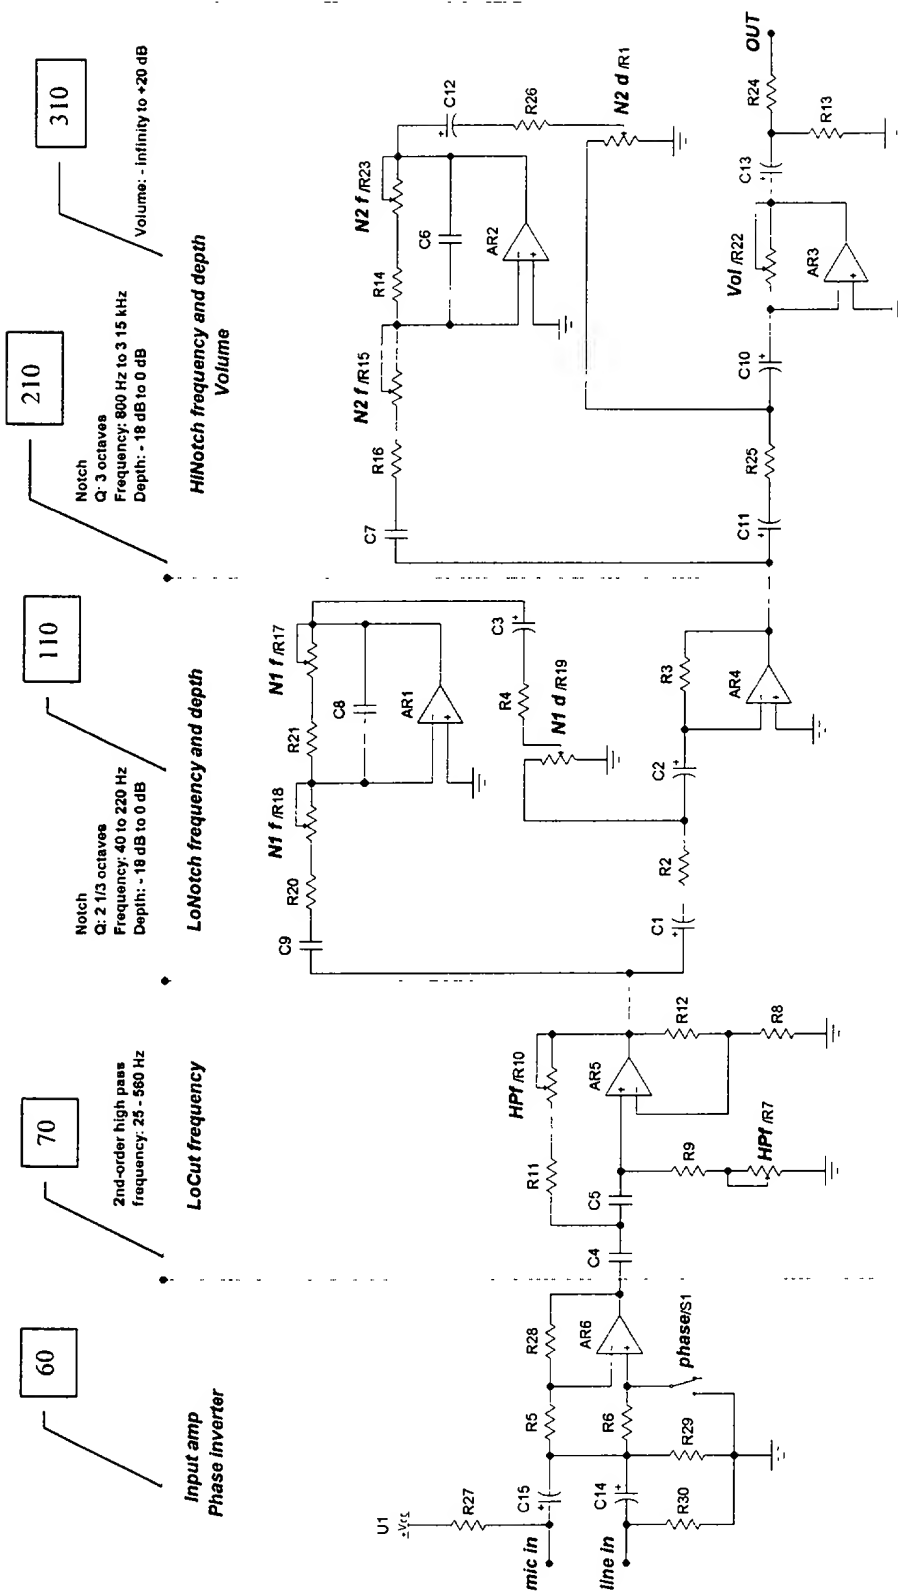 60
Input amp
Phase inverter
70
2nd-order high pass
frequency: 25 - 560 Hz
LoCut frequency
110
Notch
Q: 2 1/3 octaves
Frequency: 40 to 220 Hz
Depth: - 18 dB to 0 dB
LoNotch frequency and depth
210
Notch
Q: 3 octaves
Frequency: 800 Hz to 3 15 kHz
Depth: - 18 dB to 0 dB
HiNotch frequency and depth
Volume
310
Volume: - infinity to +20 dB
U1
+Vcc
R27
mic in
C15
line in
C14
R30
R29
R5
R6
R28
AR6
phase/S1
C4
C5
R11
HPf /R10
AR5
R9
HPf /R7
R12
R8
C9
R20
N1 f /R18
R21
N1 f /R17
C8
AR1
C3
R4
N1 d /R19
C1
R2
C2
R3
AR4
C7
R16
N2 f /R15
R14
N2 f /R23
C6
AR2
C12
R26
N2 d /R1
C11
R25
C10
Vol /R22
AR3
C13
R24
R13
OUT